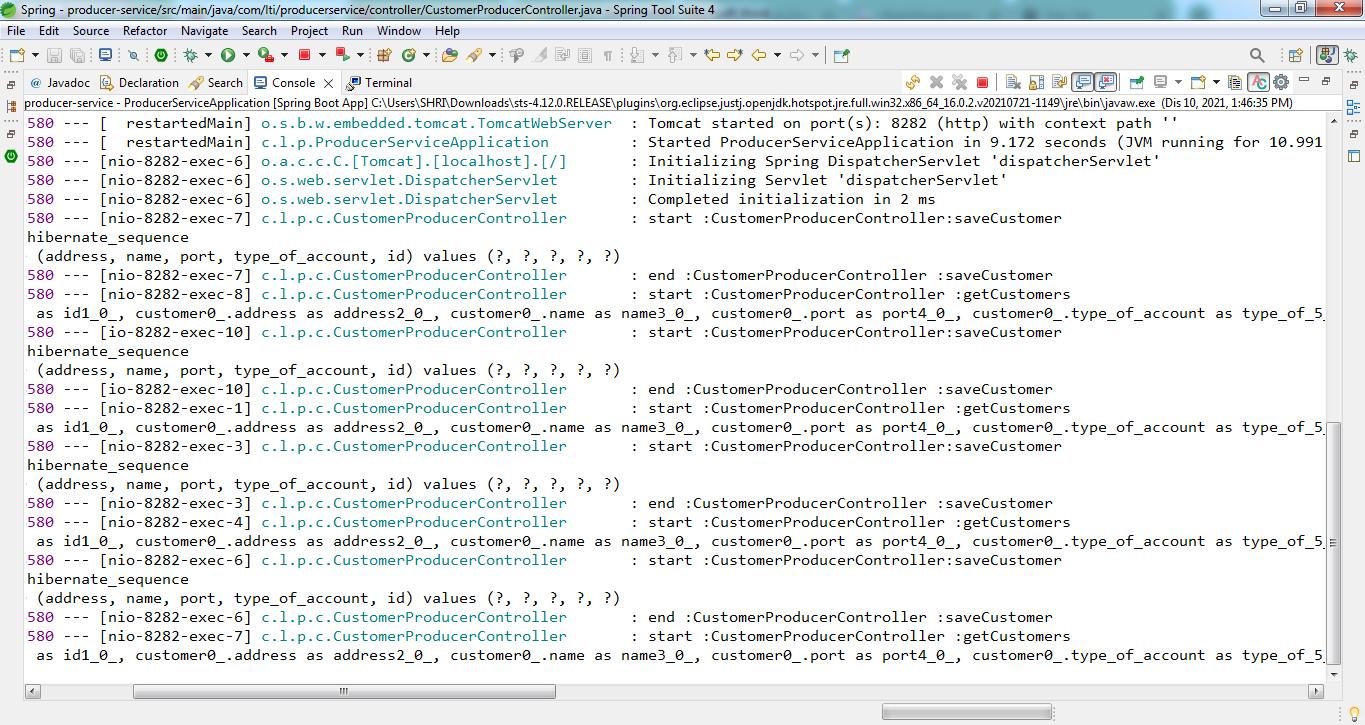 Spring - producer-service/src/main/java/com/lti/producerservice/controller/CustomerProducerController.java - Spring Tool Suite 4
File Edit Source Refactor Navigate Search Project Run Window Help
@ Javadoc Declaration Search Console Terminal
producer-service - ProducerServiceApplication [Spring Boot App] C:\Users\SHRI\Downloads\sts-4.12.0.RELEASE\plugins\org.eclipse.justj.openjdk.hotspot.jre.full.win32.x86_64_16.0.2.v20210721-1149\jre\bin\javaw.exe (Dis 10, 2021, 1:46:35 PM)
580 --- [  restartedMain] o.s.b.w.embedded.tomcat.TomcatWebServer  : Tomcat started on port(s): 8282 (http) with context path ''
580 --- [  restartedMain] c.l.p.ProducerServiceApplication         : Started ProducerServiceApplication in 9.172 seconds (JVM running for 10.991
580 --- [nio-8282-exec-6] o.a.c.c.C.[Tomcat].[localhost].[/]       : Initializing Spring DispatcherServlet 'dispatcherServlet'
580 --- [nio-8282-exec-6] o.s.web.servlet.DispatcherServlet        : Initializing Servlet 'dispatcherServlet'
580 --- [nio-8282-exec-6] o.s.web.servlet.DispatcherServlet        : Completed initialization in 2 ms
580 --- [nio-8282-exec-7] c.l.p.c.CustomerProducerController       : start :CustomerProducerController:saveCustomer
hibernate_sequence
(address, name, port, type_of_account, id) values (?, ?, ?, ?, ?)
580 --- [nio-8282-exec-7] c.l.p.c.CustomerProducerController       : end :CustomerProducerController :saveCustomer
580 --- [nio-8282-exec-8] c.l.p.c.CustomerProducerController       : start :CustomerProducerController :getCustomers
as id1_0_, customer0_.address as address2_0_, customer0_.name as name3_0_, customer0_.port as port4_0_, customer0_.type_of_account as type_of_5_
580 --- [io-8282-exec-10] c.l.p.c.CustomerProducerController       : start :CustomerProducerController:saveCustomer
hibernate_sequence
(address, name, port, type_of_account, id) values (?, ?, ?, ?, ?)
580 --- [io-8282-exec-10] c.l.p.c.CustomerProducerController       : end :CustomerProducerController :saveCustomer
580 --- [nio-8282-exec-1] c.l.p.c.CustomerProducerController       : start :CustomerProducerController :getCustomers
as id1_0_, customer0_.address as address2_0_, customer0_.name as name3_0_, customer0_.port as port4_0_, customer0_.type_of_account as type_of_5_
580 --- [nio-8282-exec-3] c.l.p.c.CustomerProducerController       : start :CustomerProducerController:saveCustomer
hibernate_sequence
(address, name, port, type_of_account, id) values (?, ?, ?, ?, ?)
580 --- [nio-8282-exec-3] c.l.p.c.CustomerProducerController       : end :CustomerProducerController :saveCustomer
580 --- [nio-8282-exec-4] c.l.p.c.CustomerProducerController       : start :CustomerProducerController :getCustomers
as id1_0_, customer0_.address as address2_0_, customer0_.name as name3_0_, customer0_.port as port4_0_, customer0_.type_of_account as type_of_5_
580 --- [nio-8282-exec-6] c.l.p.c.CustomerProducerController       : start :CustomerProducerController:saveCustomer
hibernate_sequence
(address, name, port, type_of_account, id) values (?, ?, ?, ?, ?)
580 --- [nio-8282-exec-6] c.l.p.c.CustomerProducerController       : end :CustomerProducerController :saveCustomer
580 --- [nio-8282-exec-7] c.l.p.c.CustomerProducerController       : start :CustomerProducerController :getCustomers
as id1_0_, customer0_.address as address2_0_, customer0_.name as name3_0_, customer0_.port as port4_0_, customer0_.type_of_account as type_of_5_